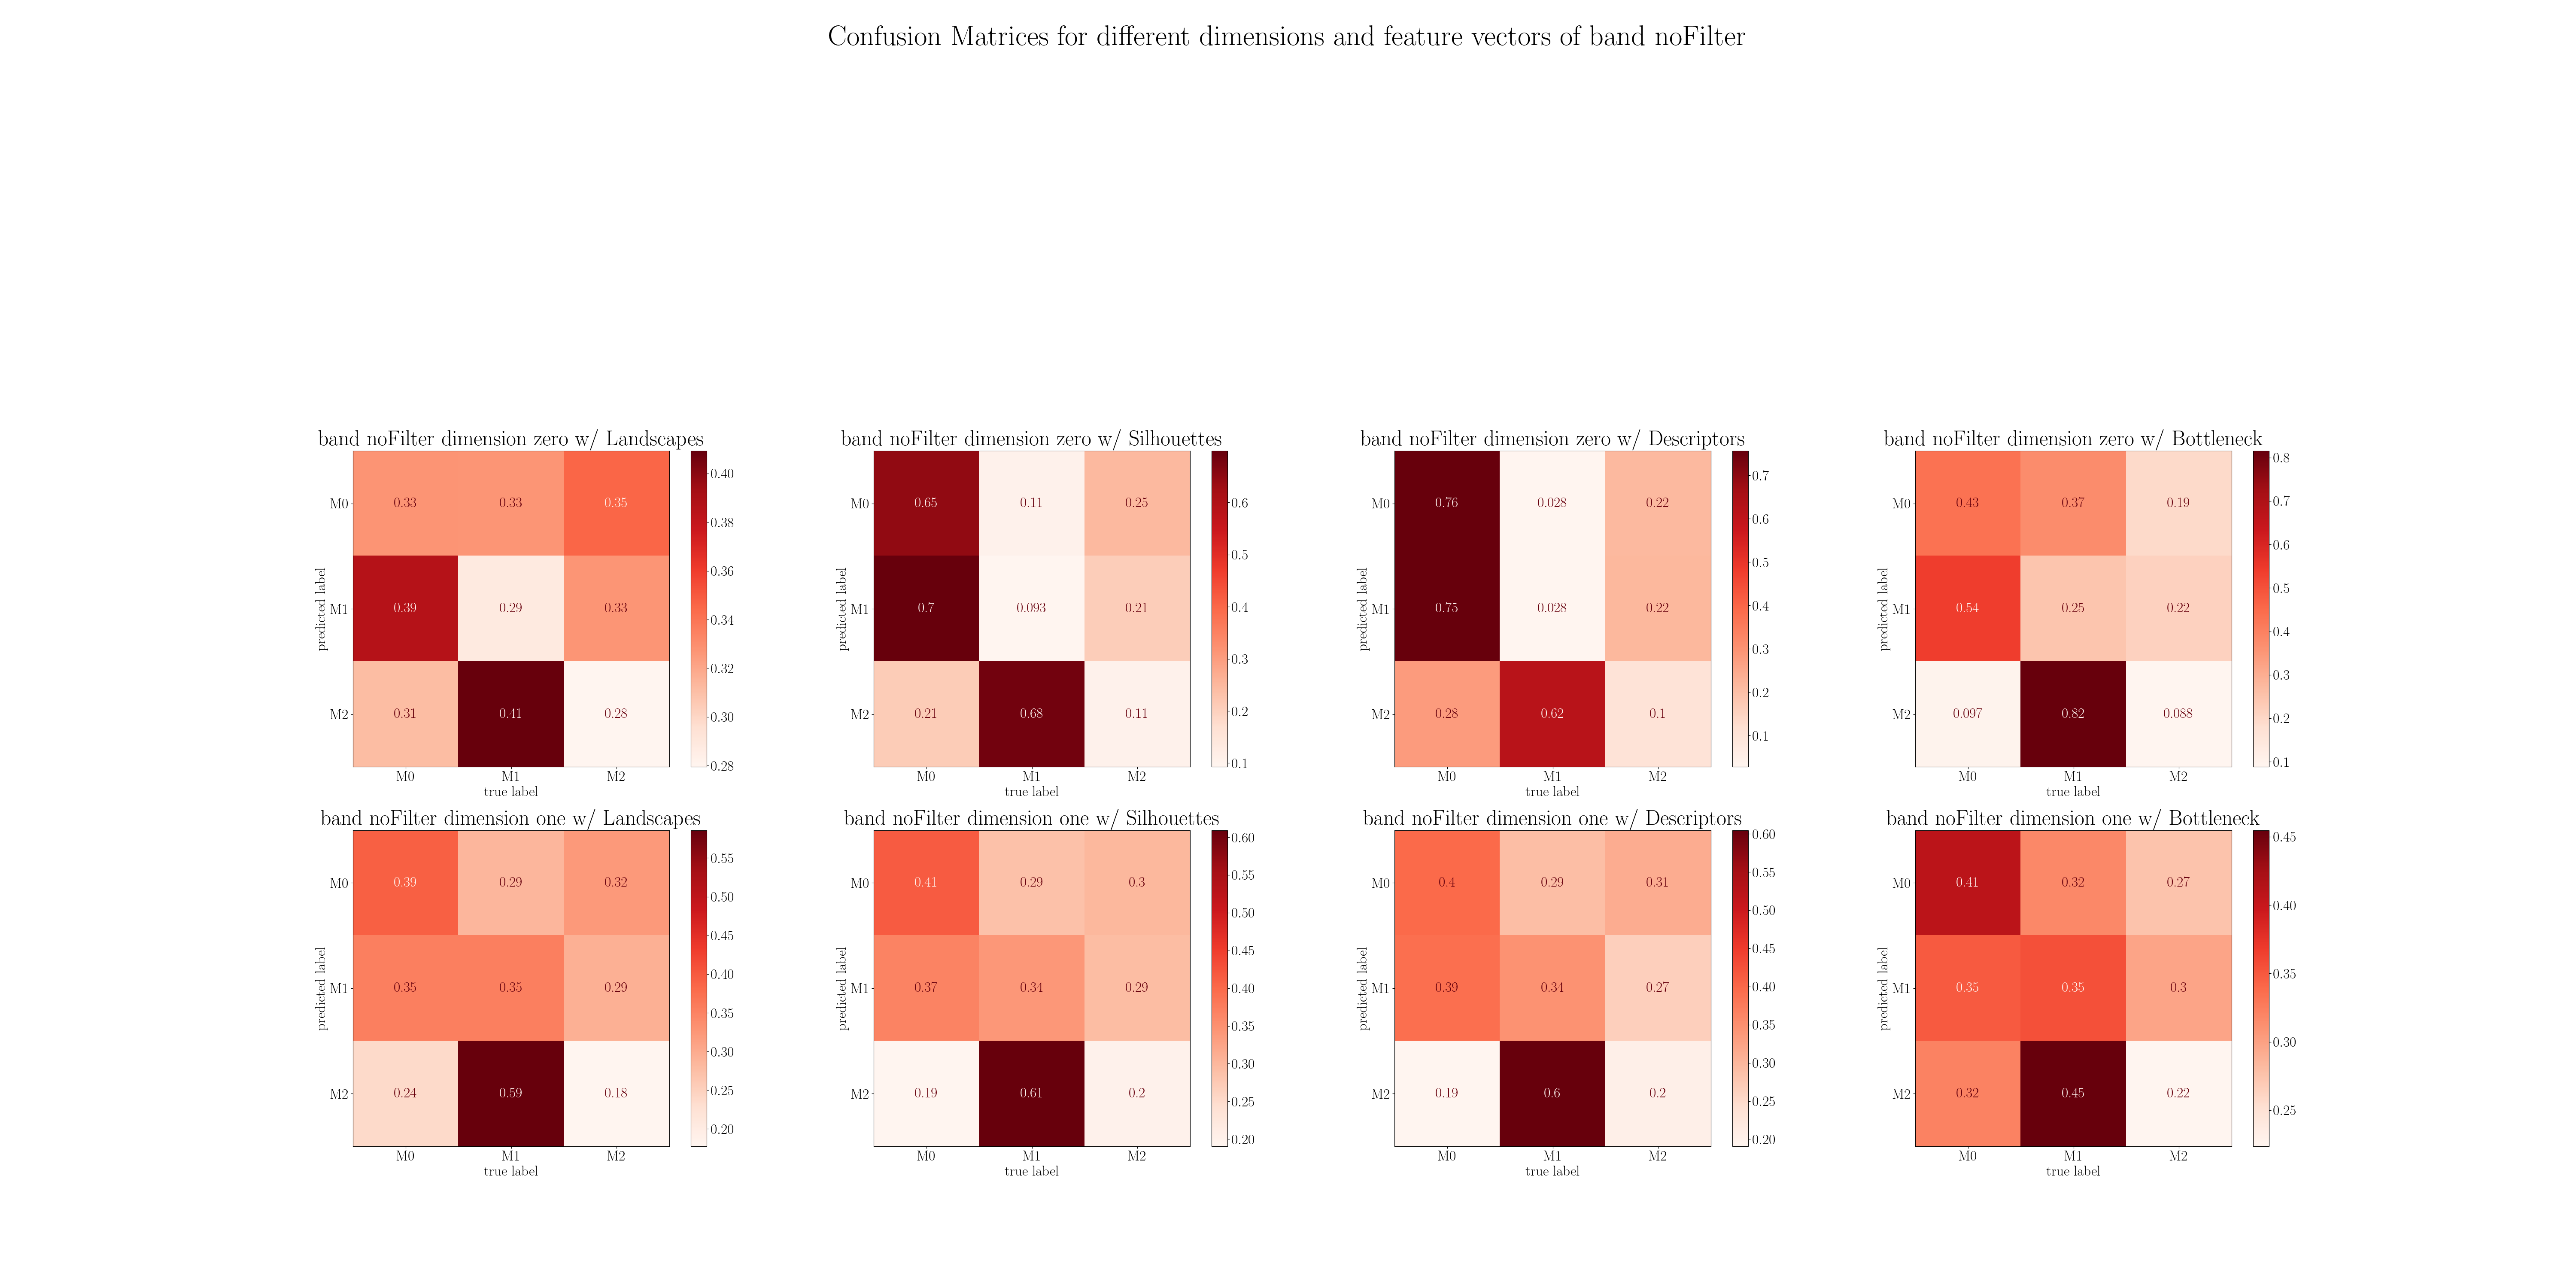 Confusion Matrices for different dimensions and feature vectors of band noFilter
band noFilter dimension zero w/ Landscapes
M0 0.33 0.33 0.35
M1 0.39 0.29 0.33
M2 0.31 0.41 0.28
M0 M1 M2
true label
predicted label
0.40
0.38
0.36
0.34
0.32
0.30
0.28
band noFilter dimension zero w/ Silhouettes
M0 0.65 0.11 0.25
M1 0.7 0.093 0.21
M2 0.21 0.68 0.11
M0 M1 M2
true label
predicted label
0.6
0.5
0.4
0.3
0.2
0.1
band noFilter dimension zero w/ Descriptors
M0 0.76 0.028 0.22
M1 0.75 0.028 0.22
M2 0.28 0.62 0.1
M0 M1 M2
true label
predicted label
0.7
0.6
0.5
0.4
0.3
0.2
0.1
band noFilter dimension zero w/ Bottleneck
M0 0.43 0.37 0.19
M1 0.54 0.25 0.22
M2 0.097 0.82 0.088
M0 M1 M2
true label
predicted label
0.8
0.7
0.6
0.5
0.4
0.3
0.2
0.1
band noFilter dimension one w/ Landscapes
M0 0.39 0.29 0.32
M1 0.35 0.35 0.29
M2 0.24 0.59 0.18
M0 M1 M2
true label
predicted label
0.55
0.50
0.45
0.40
0.35
0.30
0.25
0.20
band noFilter dimension one w/ Silhouettes
M0 0.41 0.29 0.3
M1 0.37 0.34 0.29
M2 0.19 0.61 0.2
M0 M1 M2
true label
predicted label
0.60
0.55
0.50
0.45
0.40
0.35
0.30
0.25
0.20
band noFilter dimension one w/ Descriptors
M0 0.4 0.29 0.31
M1 0.39 0.34 0.27
M2 0.19 0.6 0.2
M0 M1 M2
true label
predicted label
0.60
0.55
0.50
0.45
0.40
0.35
0.30
0.25
0.20
band noFilter dimension one w/ Bottleneck
M0 0.41 0.32 0.27
M1 0.35 0.35 0.3
M2 0.32 0.45 0.22
M0 M1 M2
true label
predicted label
0.45
0.40
0.35
0.30
0.25